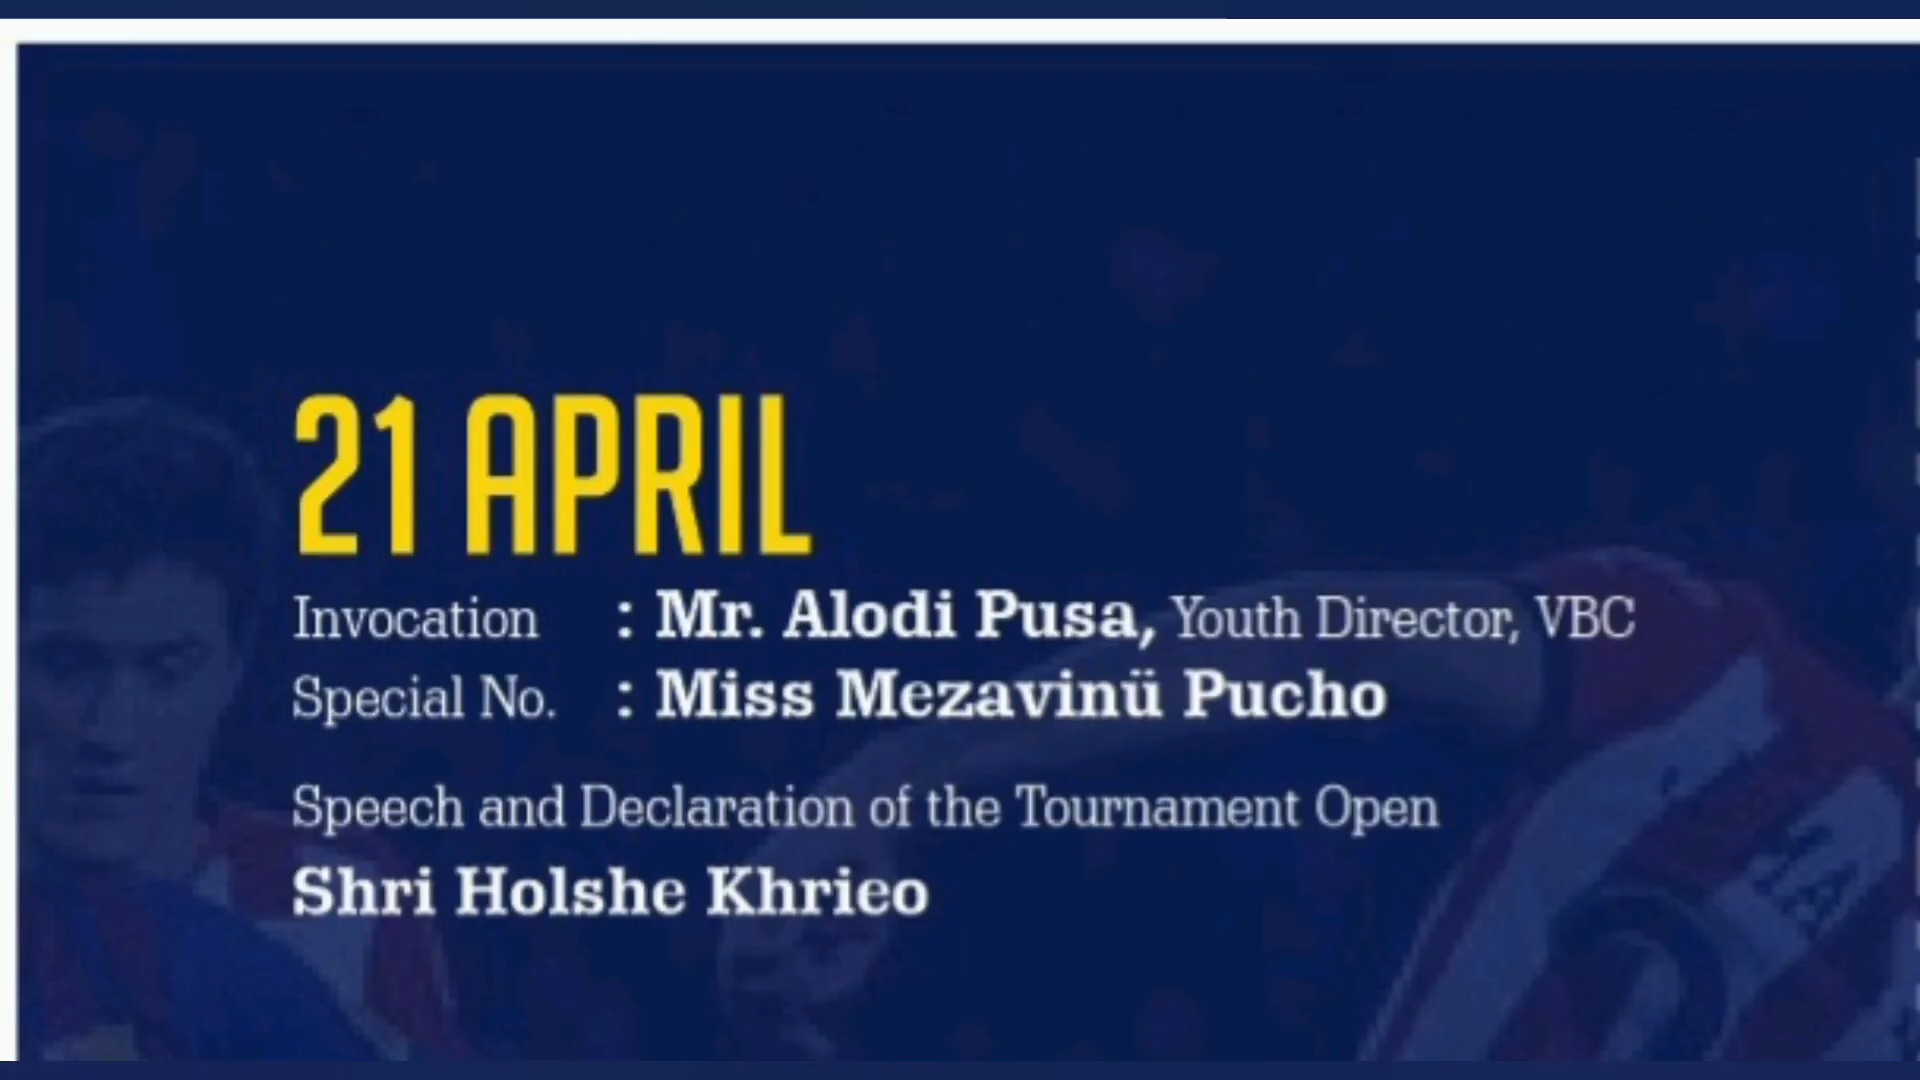 21 APRIL
Invocation : Mr. Alodi Pusa, Youth Director, VBC
Special No. : Miss Mezavinü Pucho
Speech and Declaration of the Tournament Open
Shri Holshe Khrieo